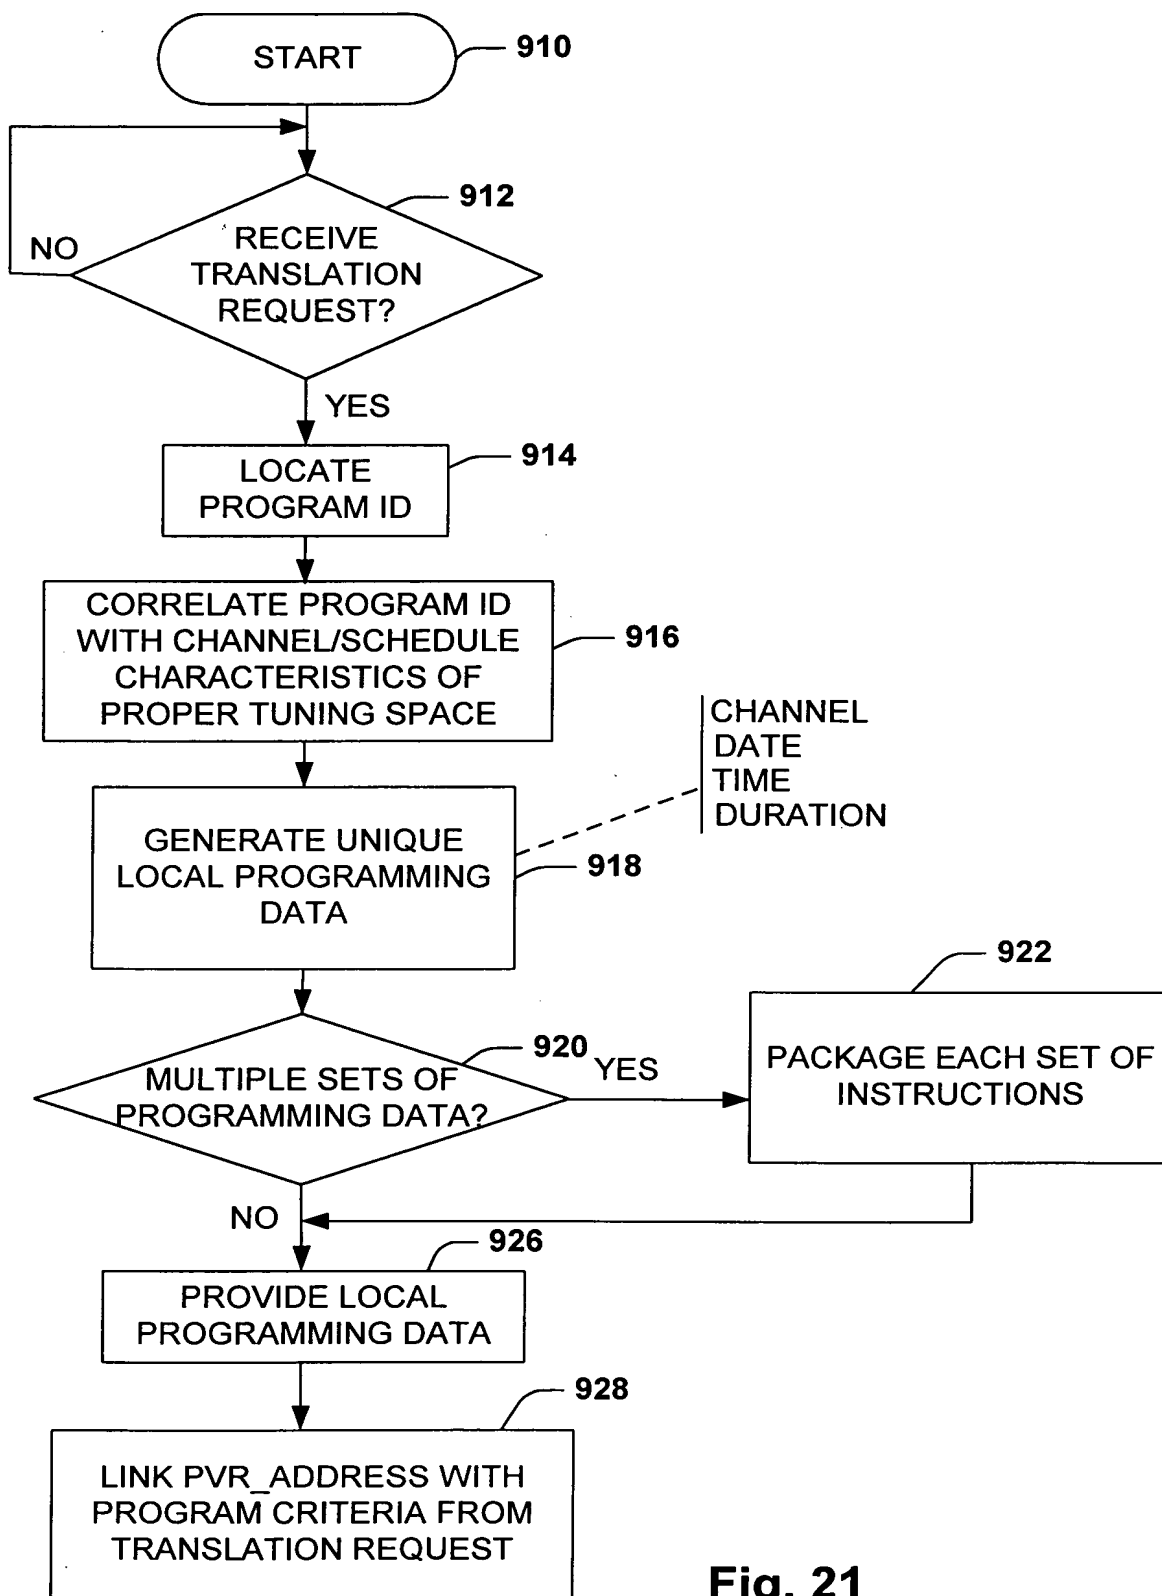 START
910
912
NO
RECEIVE
TRANSLATION
REQUEST?
YES
914
LOCATE
PROGRAM ID
CORRELATE PROGRAM ID
WITH CHANNEL/SCHEDULE
CHARACTERISTICS OF
PROPER TUNING SPACE
916
CHANNEL
DATE
TIME
DURATION
GENERATE UNIQUE
LOCAL PROGRAMMING
DATA
918
922
920
MULTIPLE SETS OF
PROGRAMMING DATA?
YES
PACKAGE EACH SET OF
INSTRUCTIONS
NO
926
PROVIDE LOCAL
PROGRAMMING DATA
928
LINK PVR_ADDRESS WITH
PROGRAM CRITERIA FROM
TRANSLATION REQUEST
Fig. 21